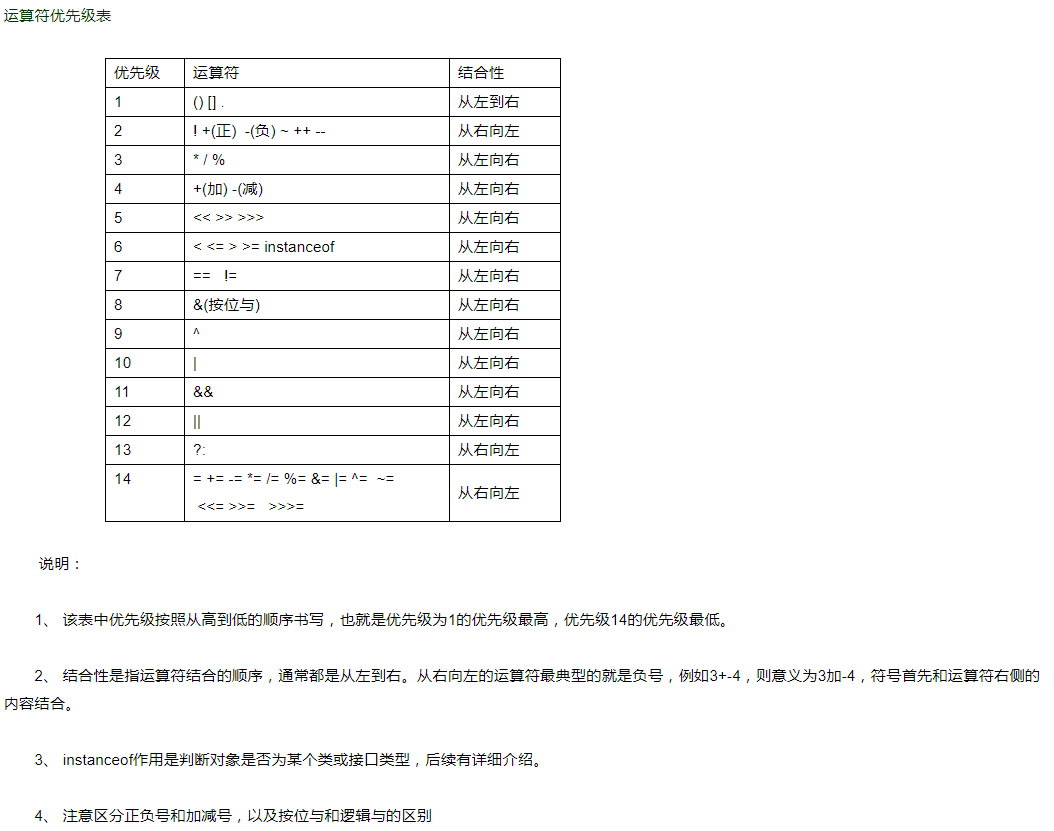 运算符优先级表
优先级 运算符 结合性
1 () [] . 从左到右
2 ! +(正) -(负) ~ ++ -- 从右向左
3 * / % 从左向右
4 +(加) -(减) 从左向右
5 << >> >>> 从左向右
6 < <= > >= instanceof 从左向右
7 == != 从左向右
8 &(按位与) 从左向右
9 ^ 从左向右
10 | 从左向右
11 && 从左向右
12 || 从左向右
13 ?: 从右向左
14 = += -= *= /= %= &= |= ^= ~=
<<= >>= >>>= 从右向左
说明：
1、 该表中优先级按照从高到低的顺序书写，也就是优先级为1的优先级最高，优先级14的优先级最低。
2、 结合性是指运算符结合的顺序，通常都是从左到右。从右向左的运算符最典型的就是负号，例如3+-4，则意义为3加-4，符号首先和运算符右侧的
内容结合。
3、 instanceof作用是判断对象是否为某个类或接口类型，后续有详细介绍。
4、 注意区分正负号和加减号，以及按位与和逻辑与的区别